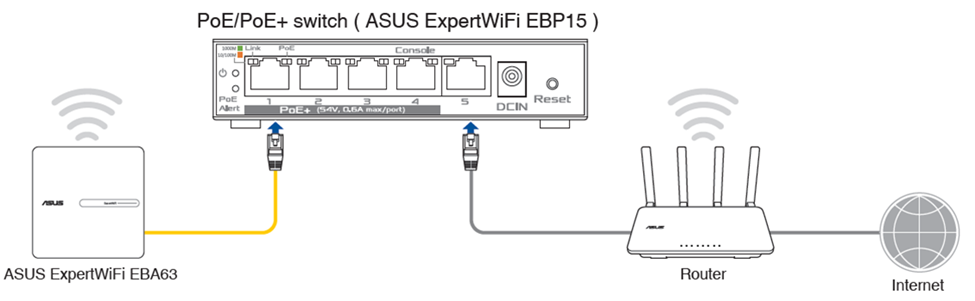 PoE/PoE+ switch ( ASUS ExpertWiFi EBP15 )
1000M Link PoE Console
10/100M
PoE
Alert
1 2 3 4 5 DCIN Reset
PoE+ (54V, 0.6A max/port)
ASUS
ASUS
ASUS ExpertWiFi EBA63
Router
Internet